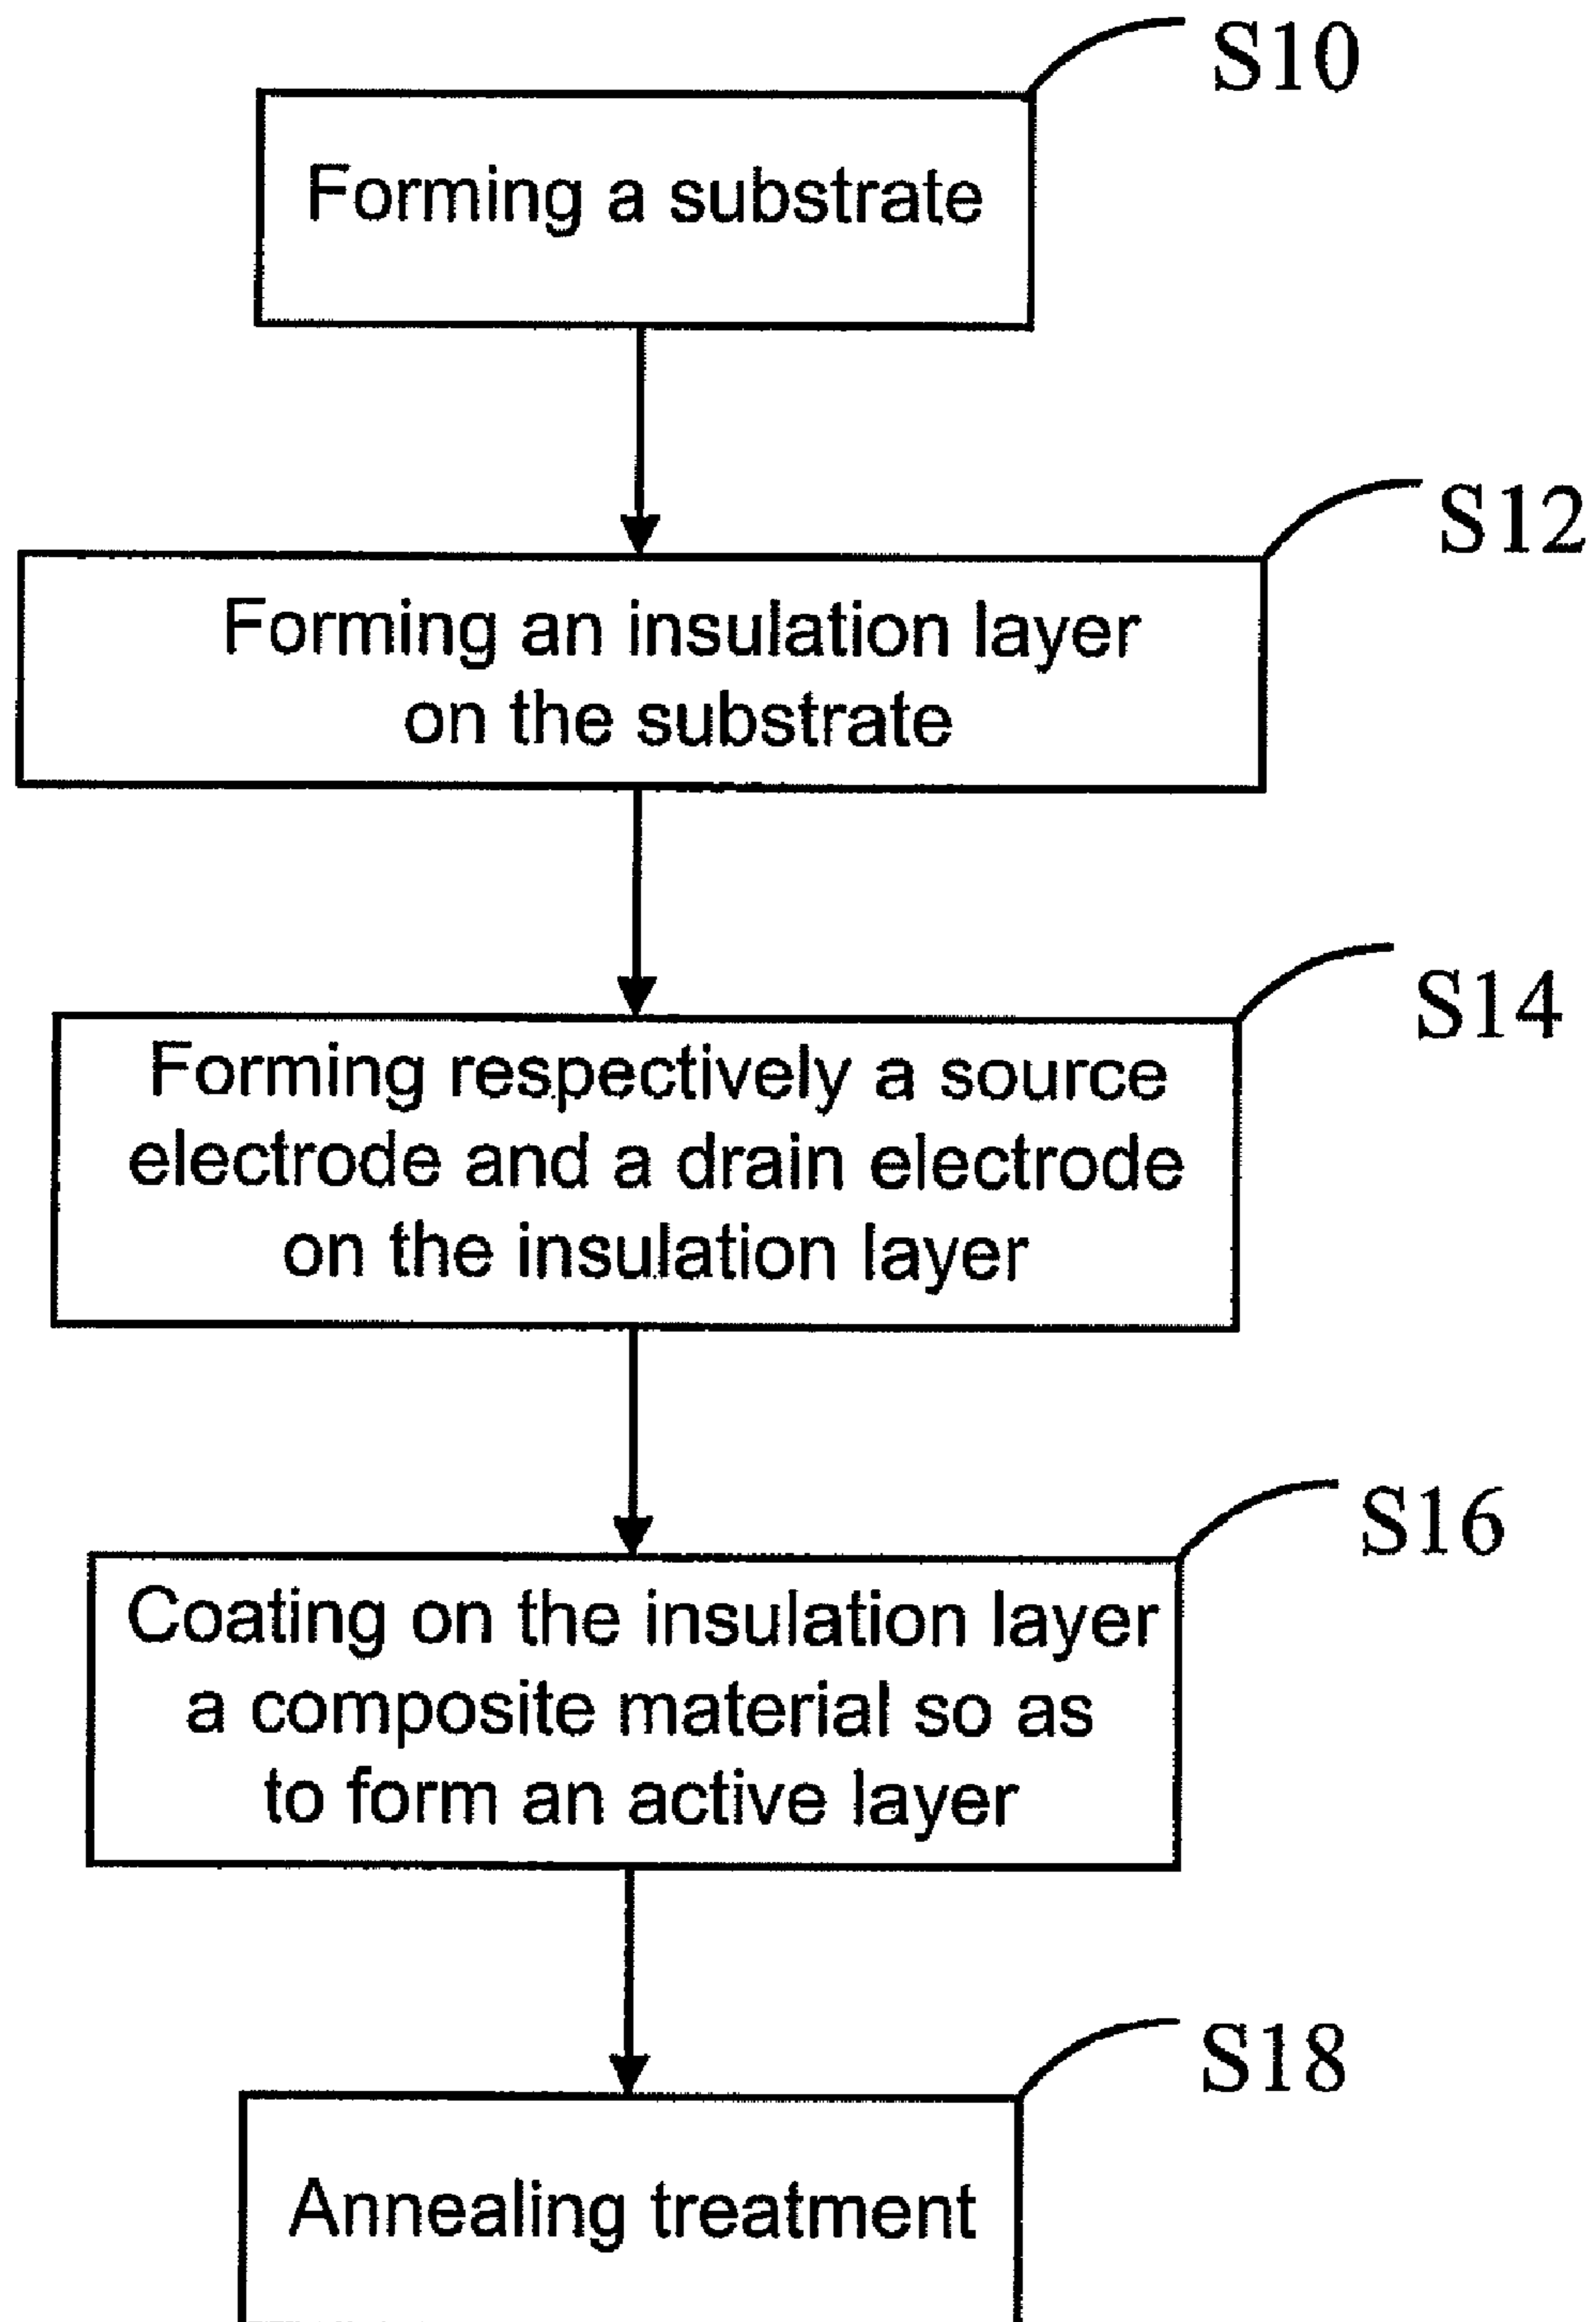 S10
Forming a substrate
S12
Forming an insulation layer
on the substrate
S14
Forming respectively a source
electrode and a drain electrode
on the insulation layer
S16
Coating on the insulation layer
a composite material so as
to form an active layer
S18
Annealing treatment